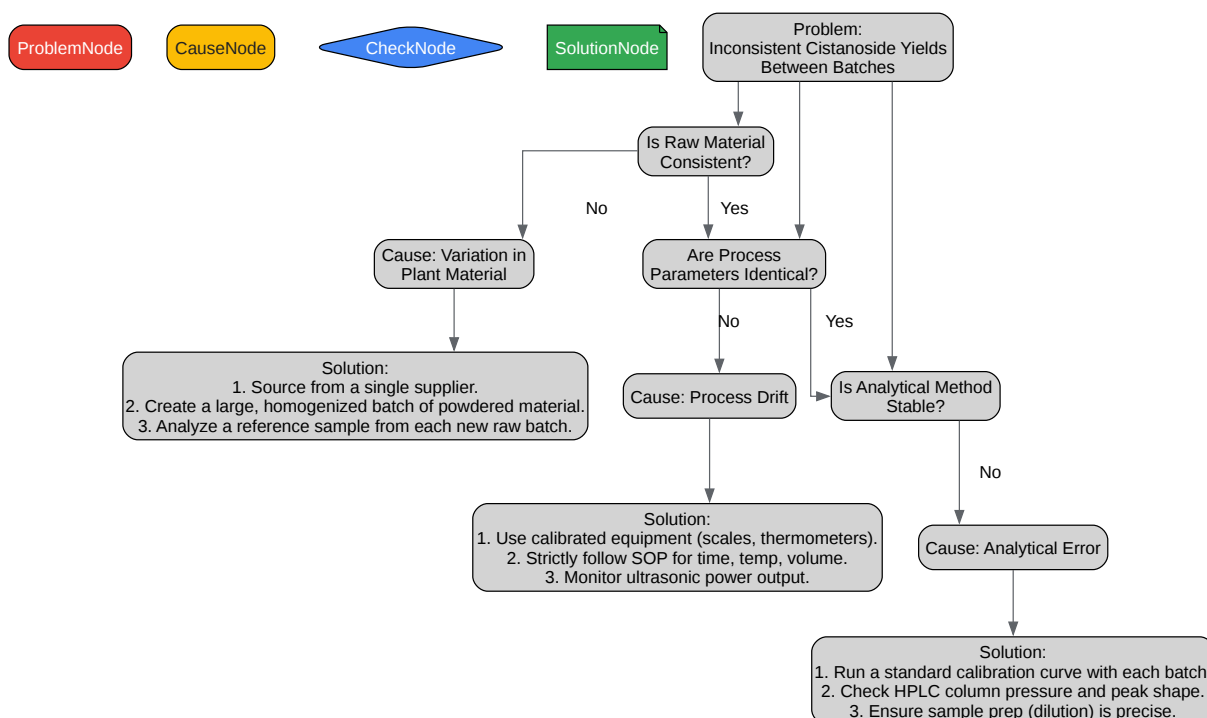 ProblemNode
CauseNode
CheckNode
SolutionNode
Problem:
Inconsistent Cistanoside Yields
Between Batches
Is Raw Material
Consistent?
No
Yes
Cause: Variation in
Plant Material
Are Process
Parameters Identical?
No
Yes
Solution:
1. Source from a single supplier.
2. Create a large, homogenized batch of powdered material.
3. Analyze a reference sample from each new raw batch.
Cause: Process Drift
Is Analytical Method
Stable?
No
Solution:
1. Use calibrated equipment (scales, thermometers).
2. Strictly follow SOP for time, temp, volume.
3. Monitor ultrasonic power output.
Cause: Analytical Error
Solution:
1. Run a standard calibration curve with each batch
2. Check HPLC column pressure and peak shape.
3. Ensure sample prep (dilution) is precise.